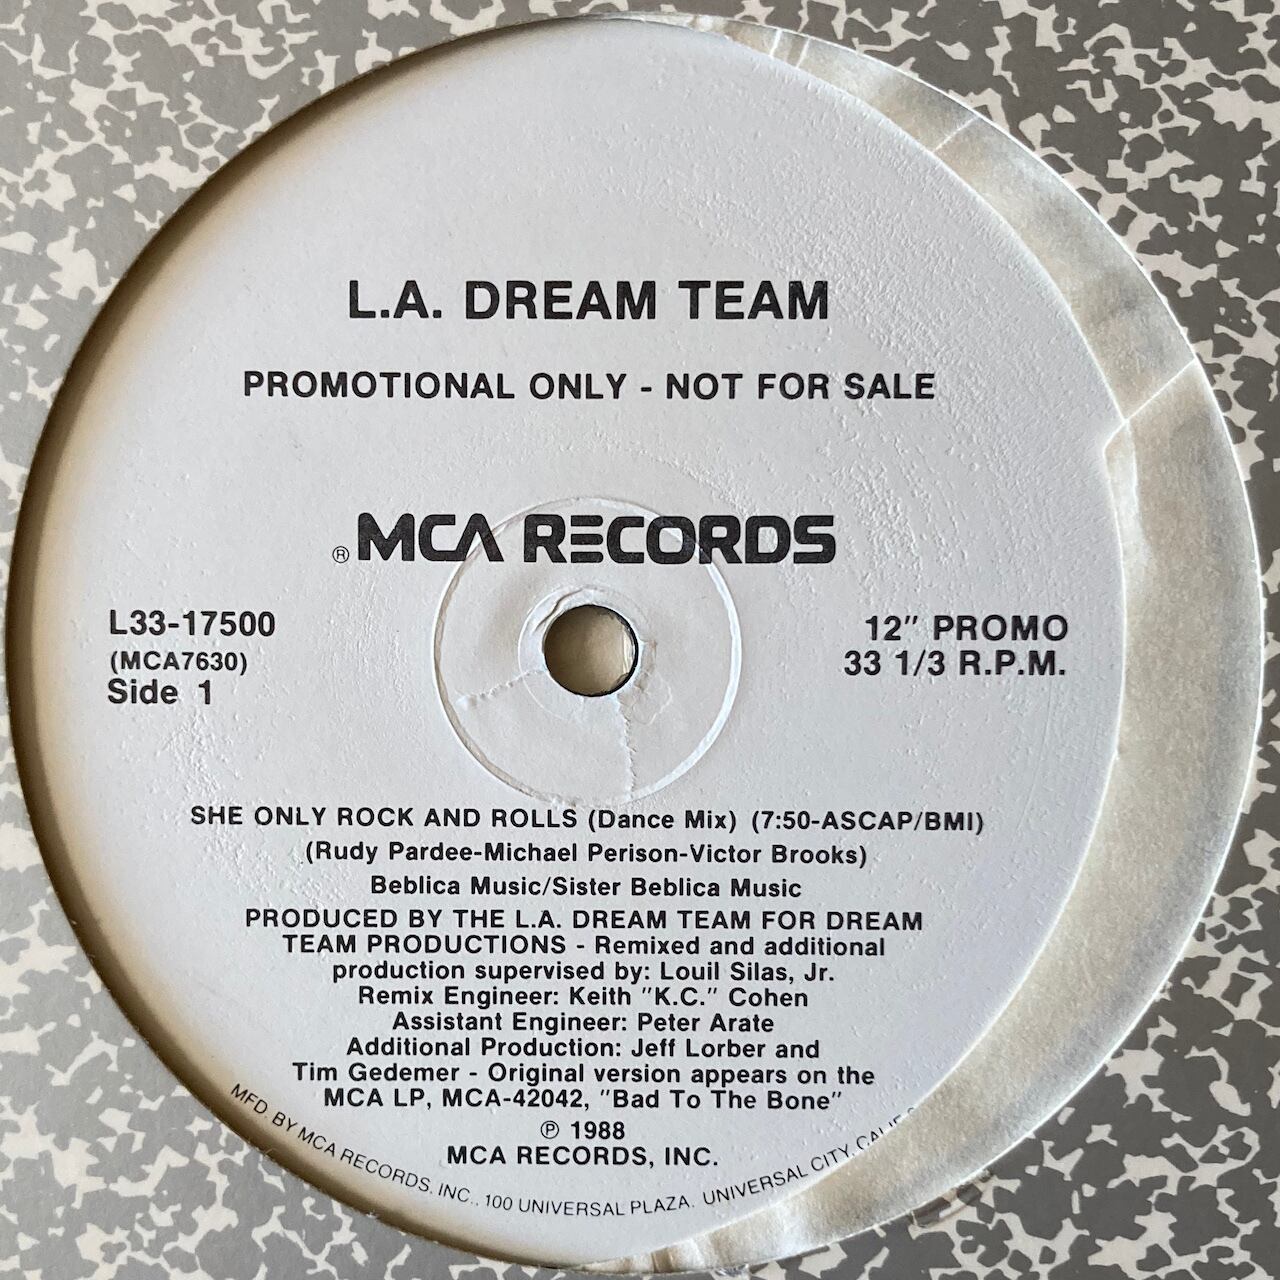 L.A. DREAM TEAM
PROMOTIONAL ONLY - NOT FOR SALE
® MCA RECORDS
L33-17500
(MCA7630)
Side 1
12" PROMO
33 1/3 R.P.M.
SHE ONLY ROCK AND ROLLS (Dance Mix) (7:50-ASCAP/BMI)
(Rudy Pardee-Michael Perison-Victor Brooks)
Beblica Music/Sister Beblica Music
PRODUCED BY THE L.A. DREAM TEAM FOR DREAM
TEAM PRODUCTIONS - Remixed and additional
production supervised by: Louil Silas, Jr.
Remix Engineer: Keith "K.C." Cohen
Assistant Engineer: Peter Arate
Additional Production: Jeff Lorber and
Tim Gedemer - Original version appears on the
MCA LP, MCA-42042, "Bad To The Bone"
℗ 1988
MCA RECORDS, INC.
MFD. BY MCA RECORDS, INC., 100 UNIVERSAL PLAZA, UNIVERSAL CITY,